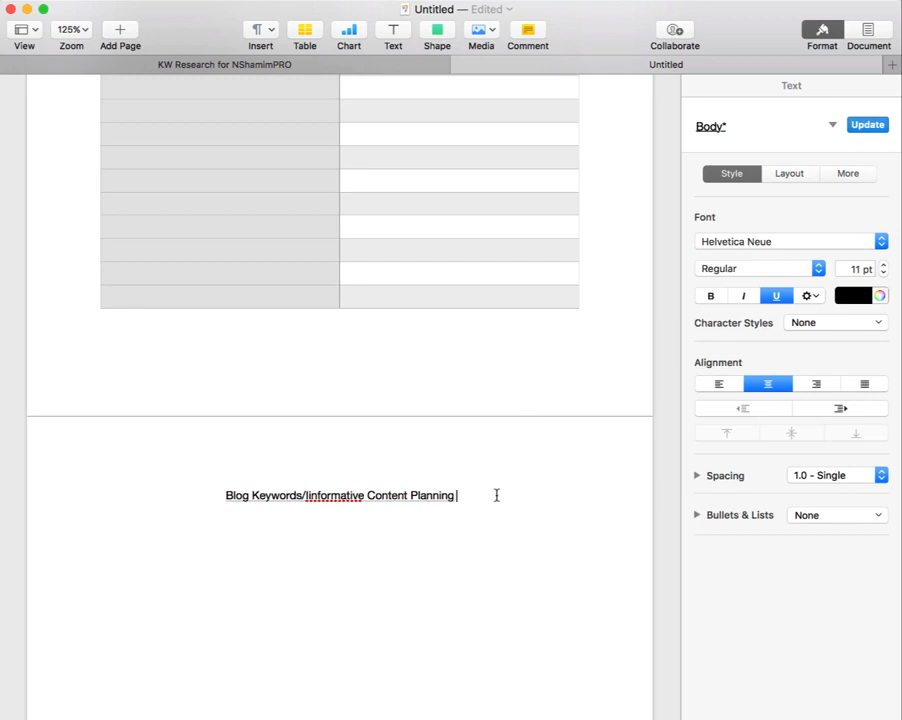 Untitled — Edited
125%
View
Zoom
Add Page
Insert
Table
Chart
Text
Shape
Media
Comment
Collaborate
Format
Document
KW Research for NShamimPRO
Untitled
Text
Body*
Update
Style
Layout
More
Font
Helvetica Neue
Regular
11 pt
B
I
U
Character Styles
None
Alignment
Spacing
1.0 - Single
Bullets & Lists
None
Blog Keywords/Iinformative Content Planning